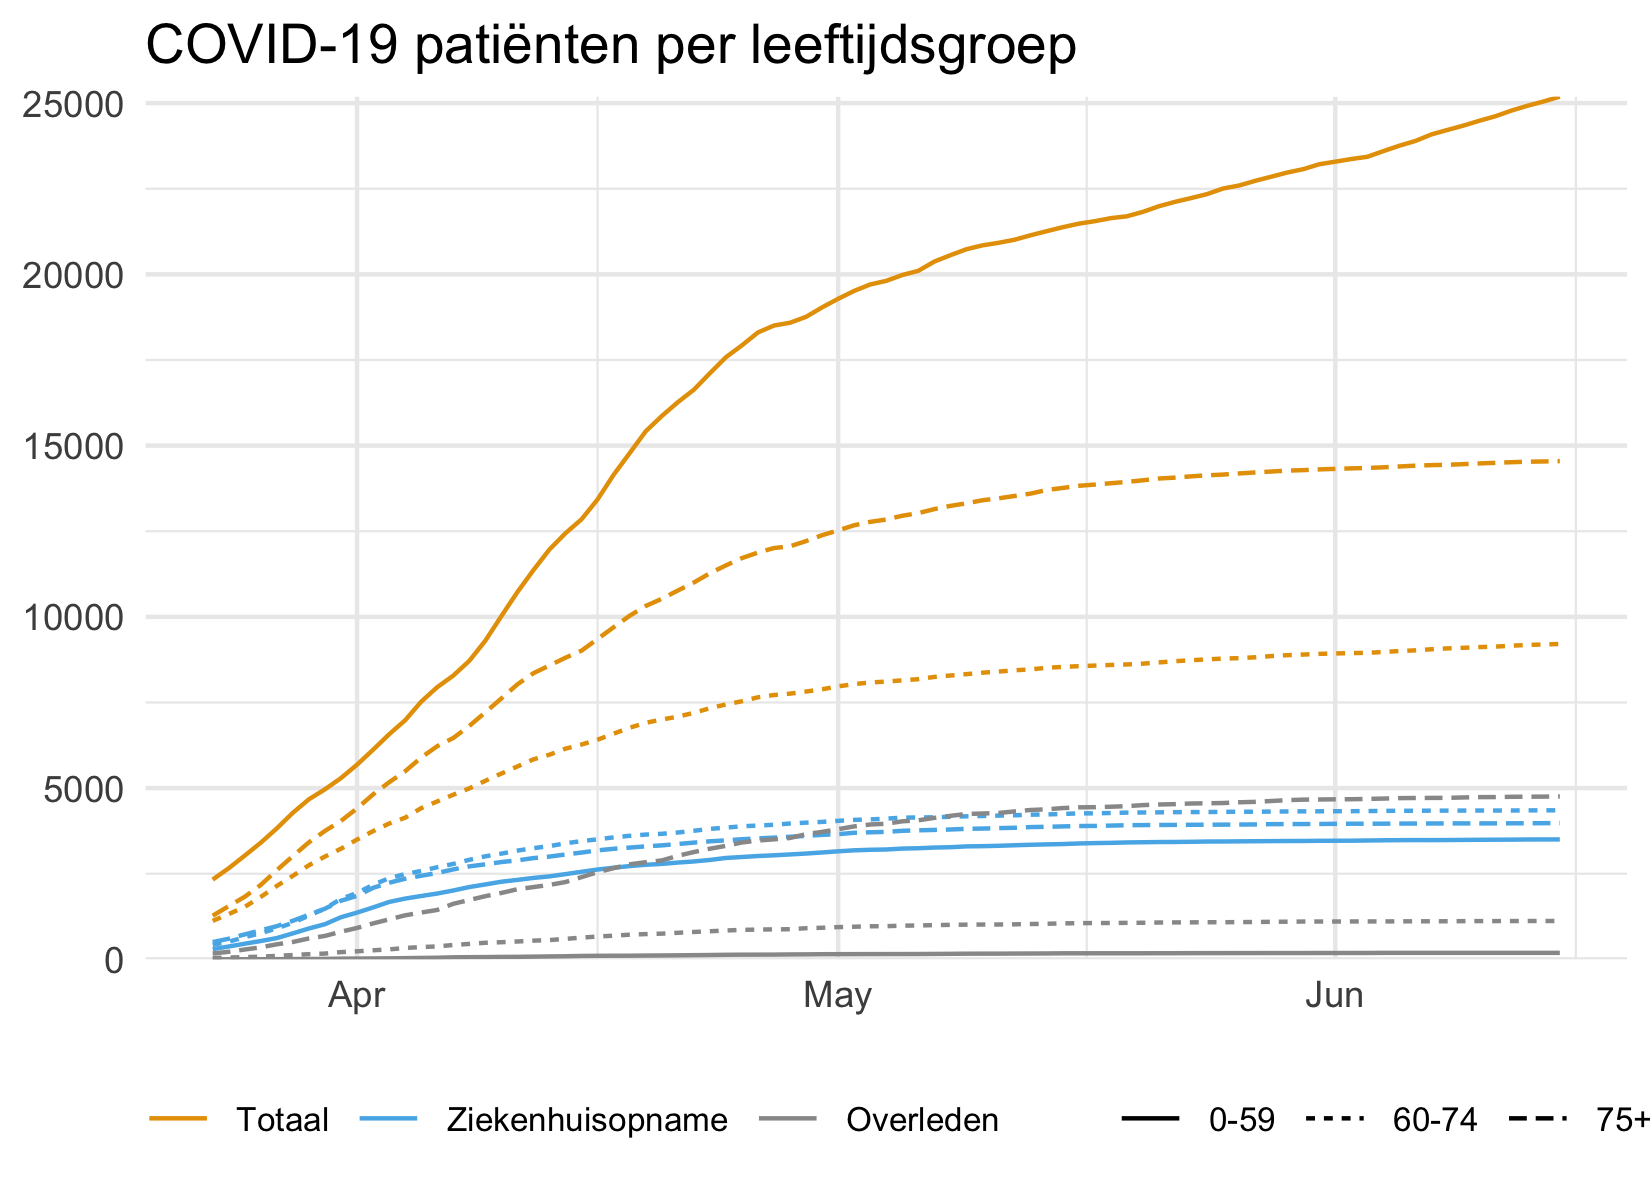 COVID-19 patiënten per leeftijdsgroep
25000
20000
15000
10000
5000
0
Apr May Jun
Totaal Ziekenhuisopname Overleden 0-59 60-74 75+